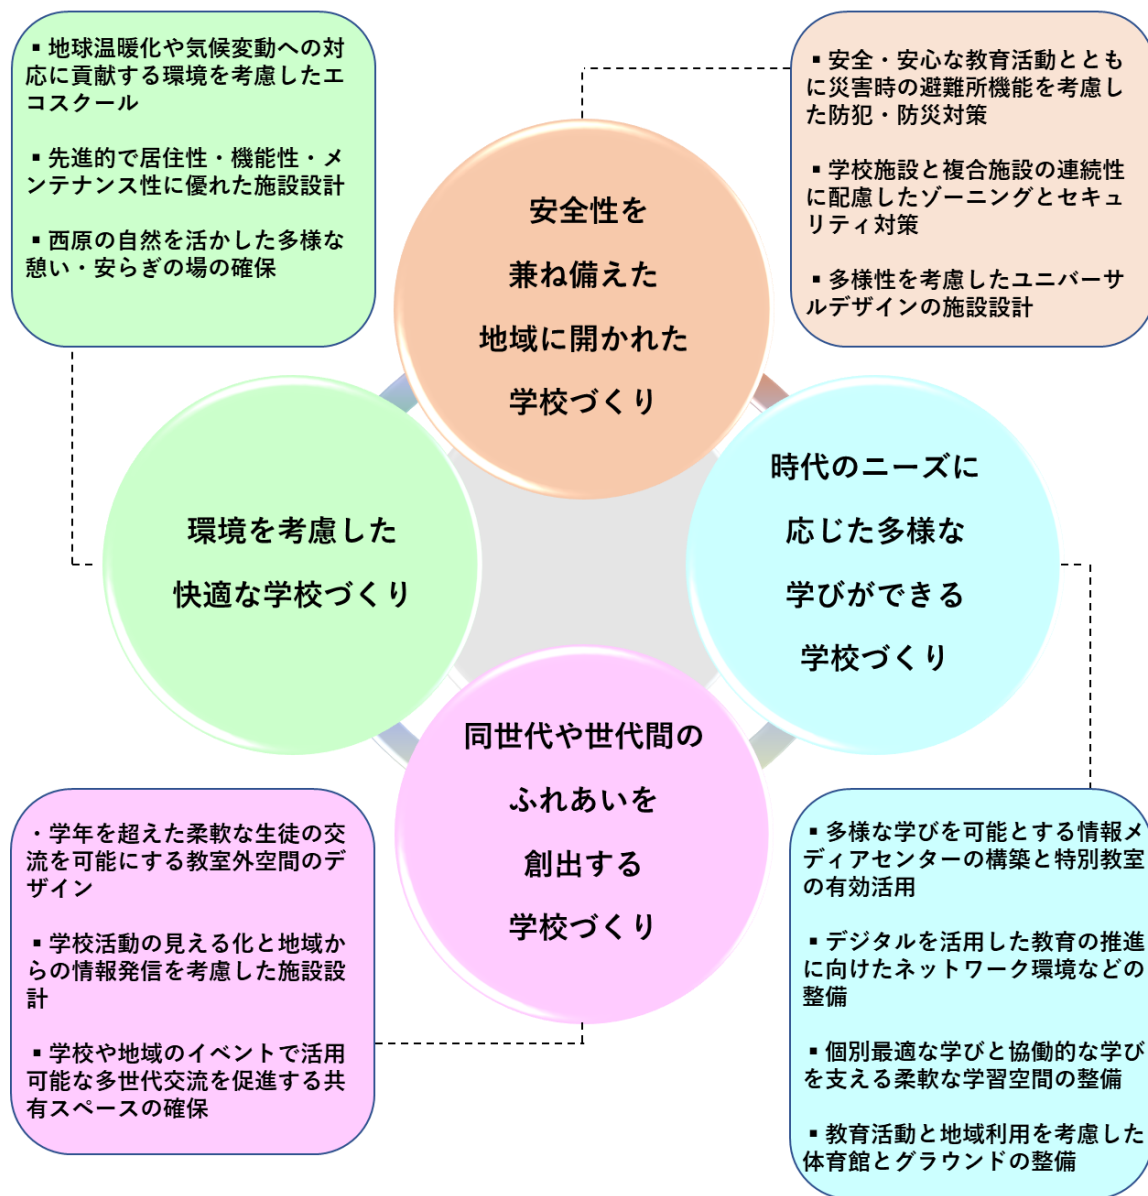 ▪地球温暖化や気候変動への対
応に貢献する環境を考慮したエ
コスクール
▪先進的で居住性・機能性・メ
ンテナンス性に優れた施設設計
▪西原の自然を活かした多様な
憩い・安らぎの場の確保
▪安全・安心な教育活動ととも
に災害時の避難所機能を考慮し
た防犯・防災対策
▪学校施設と複合施設の連続性
に配慮したゾーニングとセキュ
リティ対策
▪多様性を考慮したユニバーサ
ルデザインの施設設計
安全性を
兼ね備えた
地域に開かれた
学校づくり
環境を考慮した
快適な学校づくり
時代のニーズに
応じた多様な
学びができる
学校づくり
同世代や世代間の
ふれあいを
創出する
学校づくり
・学年を超えた柔軟な生徒の交
流を可能にする教室外空間のデ
ザイン
▪学校活動の見える化と地域か
らの情報発信を考慮した施設設
計
▪学校や地域のイベントで活用
可能な多世代交流を促進する共
有スペースの確保
▪多様な学びを可能とする情報メ
ディアセンターの構築と特別教室
の有効活用
▪デジタルを活用した教育の推進
に向けたネットワーク環境などの
整備
▪個別最適な学びと協働的な学び
を支える柔軟な学習空間の整備
▪教育活動と地域利用を考慮した
体育館とグラウンドの整備